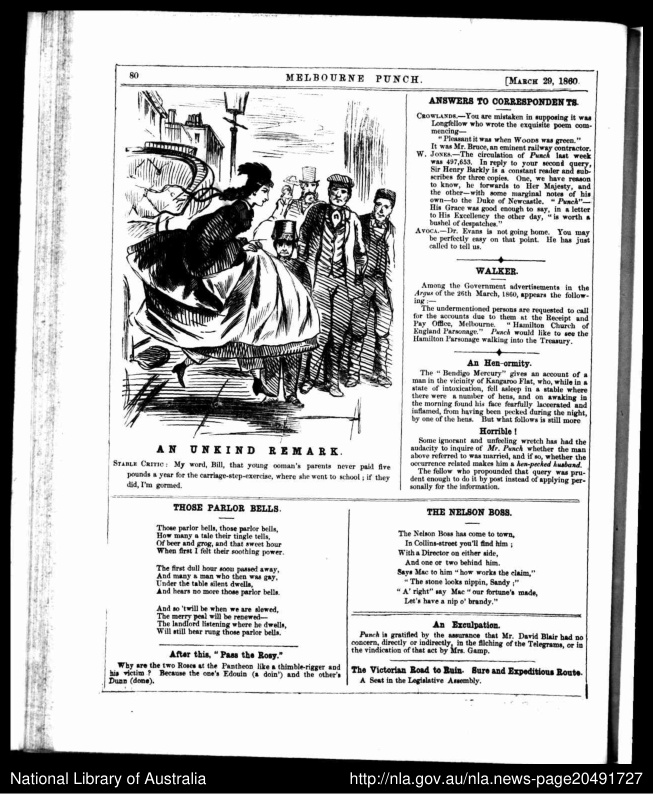 80
MELBOURNE PUNCH.
[MARCH 29, 1860.
AN UNKIND REMARK.
STABLE CRITIC: My word, Bill, that young ooman's parents never paid five
pounds a year for the carriage-step-exercise, where she went to school; if they
did, I'm gormed.
ANSWERS TO CORRESPONDENTS.
CROWLANDS.—You are mistaken in supposing it was
Longfellow who wrote the exquisite poem com-
mencing—
"Pleasant it was when WOODS was green."
It was Mr. Bruce, an eminent railway contractor.
W. JONES.—The circulation of Punch last week
was 497,653. In reply to your second query,
Sir Henry Barkly is a constant reader and sub-
scribes for three copies. One, we have reason
to know, he forwards to Her Majesty, and
the other—with some marginal notes of his
own—to the Duke of Newcastle. "Punch"—
His Grace was good enough to say, in a letter
to His Excellency the other day, "is worth a
bushel of despatches."
AVOCA.—Dr. Evans is not going home. You may
be perfectly easy on that point. He has just
called to tell us.
WALKER.
Among the Government advertisements in the
Argus of the 26th March, 1860, appears the follow-
ing:—
The undermentioned persons are requested to call
for the accounts due to them at the Receipt and
Pay Office, Melbourne. "Hamilton Church of
England Parsonage." Punch would like to see the
Hamilton Parsonage walking into the Treasury.
An Hen-ormity.
The "Bendigo Mercury" gives an account of a
man in the vicinity of Kangaroo Flat, who, while in a
state of intoxication, fell asleep in a stable where
there were a number of hens, and on awaking in
the morning found his face fearfully lacerated and
inflamed, from having been pecked during the night,
by one of the hens. But what follows is still more
Horrible!
Some ignorant and unfeeling wretch has had the
audacity to inquire of Mr. Punch whether the man
above referred to was married, and if so, whether the
occurrence related makes him a hen-pecked husband.
The fellow who propounded that query was pru-
dent enough to do it by post instead of applying per-
sonally for the information.
THOSE PARLOR BELLS.
Those parlor bells, those parlor bells,
How many a tale their tingle tells,
Of beer and grog, and that sweet hour
When first I felt their soothing power.
The first dull hour soon passed away,
And many a man who then was gay,
Under the table silent dwells,
And hears no more those parlor bells.
And so 'twill be when we are slewed,
The merry peal will be renewed—
The landlord listening where he dwells,
Will still hear rung those parlor bells.
After this, "Pass the Rosy."
Why are the two Roses at the Pantheon like a thimble-rigger and
his victim? Because the one's Edouin (a doin') and the other's
Dunn (done).
THE NELSON BOSS.
The Nelson Boss has come to town,
In Collins-street you'll find him;
With a Director on either side,
And one or two behind him.
Says Mac to him "how works the claim,"
"The stone looks nippin, Sandy;"
"A' right" say Mac "our fortune's made,
Let's have a nip o' brandy."
An Exculpation.
Punch is gratified by the assurance that Mr. David Blair had no
concern, directly or indirectly, in the filching of the Telegrams, or in
the vindication of that act by Mrs. Gamp.
The Victorian Road to Ruin. Sure and Expeditious Route.
A Seat in the Legislative Assembly.
National Library of Australia
http://nla.gov.au/nla.news-page20491727